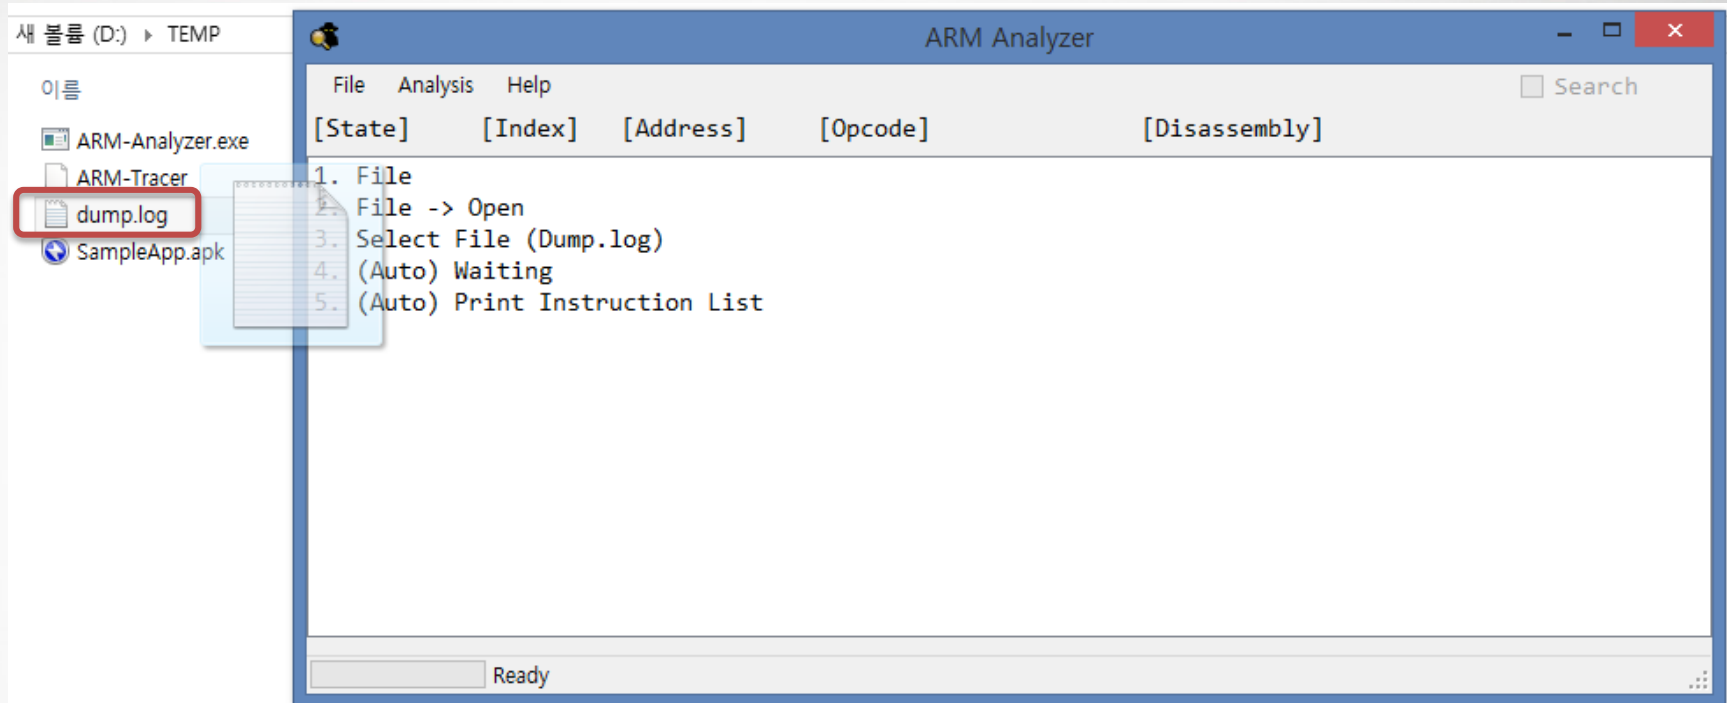 새 볼륨 (D:) ▸ TEMP
이름
ARM-Analyzer.exe
ARM-Tracer
dump.log
SampleApp.apk
ARM Analyzer
File Analysis Help
Search
[State] [Index] [Address] [Opcode] [Disassembly]
1. File
2. File -> Open
3. Select File (Dump.log)
4. (Auto) Waiting
5. (Auto) Print Instruction List
Ready